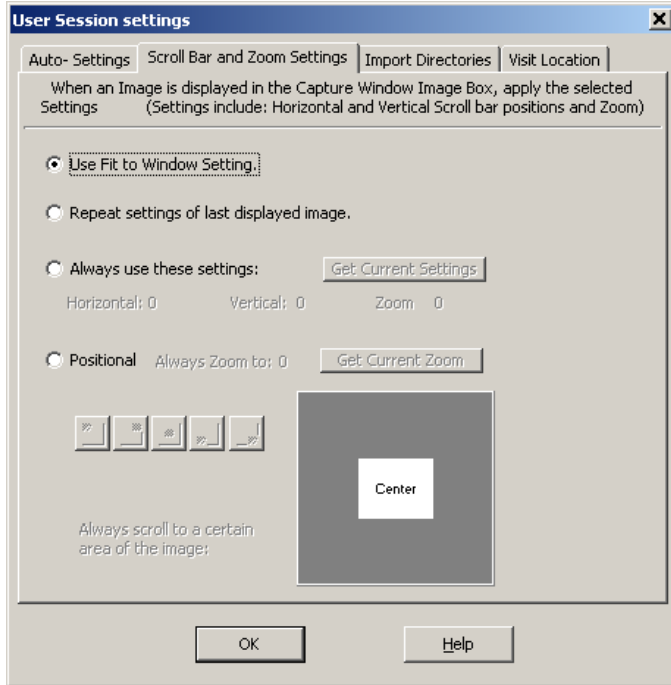 User Session settings
Auto- Settings
Scroll Bar and Zoom Settings
Import Directories
Visit Location
When an Image is displayed in the Capture Window Image Box, apply the selected
Settings (Settings include: Horizontal and Vertical Scroll bar positions and Zoom)
Use Fit to Window Setting.
Repeat settings of last displayed image.
Always use these settings:
Get Current Settings
Horizontal: 0
Vertical: 0
Zoom 0
Positional
Always Zoom to: 0
Get Current Zoom
Center
Always scroll to a certain
area of the image:
OK
Help